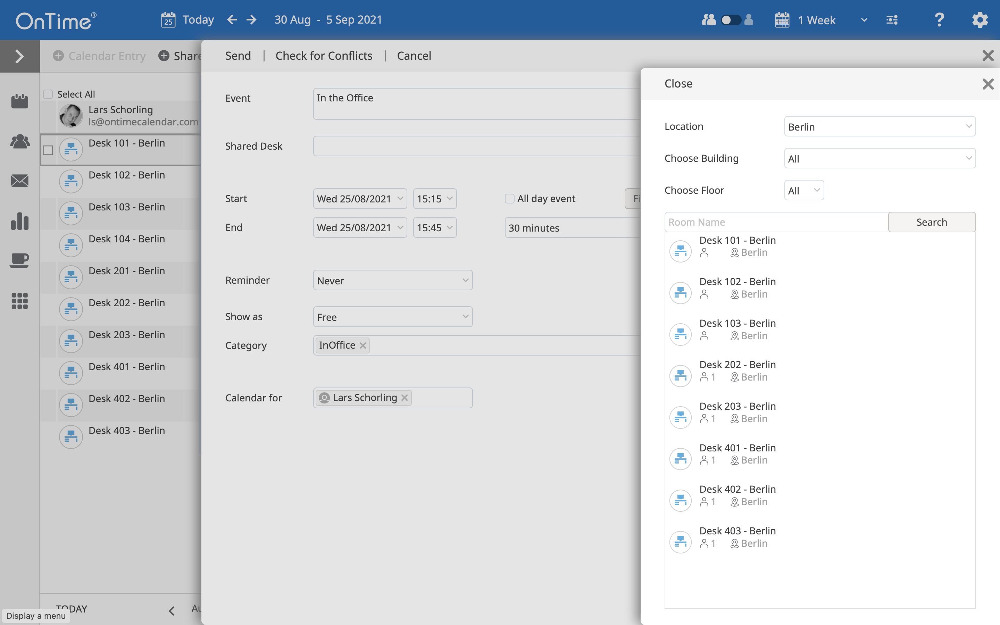 OnTime®
25 Today 30 Aug - 5 Sep 2021
1 Week
?
Calendar Entry
Share
Select All
Lars Schorling
ls@ontimecalendar.com
Desk 101 - Berlin
Desk 102 - Berlin
Desk 103 - Berlin
Desk 104 - Berlin
Desk 201 - Berlin
Desk 202 - Berlin
Desk 203 - Berlin
Desk 401 - Berlin
Desk 402 - Berlin
Desk 403 - Berlin
TODAY
Au
Display a menu
Send | Check for Conflicts | Cancel
Event In the Office
Shared Desk
Start Wed 25/08/2021 15:15 All day event Fi
End Wed 25/08/2021 15:45 30 minutes
Reminder Never
Show as Free
Category InOffice
Calendar for Lars Schorling
Close
Location Berlin
Choose Building All
Choose Floor All
Room Name Search
Desk 101 - Berlin
Berlin
Desk 102 - Berlin
Berlin
Desk 103 - Berlin
Berlin
Desk 202 - Berlin
1 Berlin
Desk 203 - Berlin
1 Berlin
Desk 401 - Berlin
1 Berlin
Desk 402 - Berlin
1 Berlin
Desk 403 - Berlin
1 Berlin